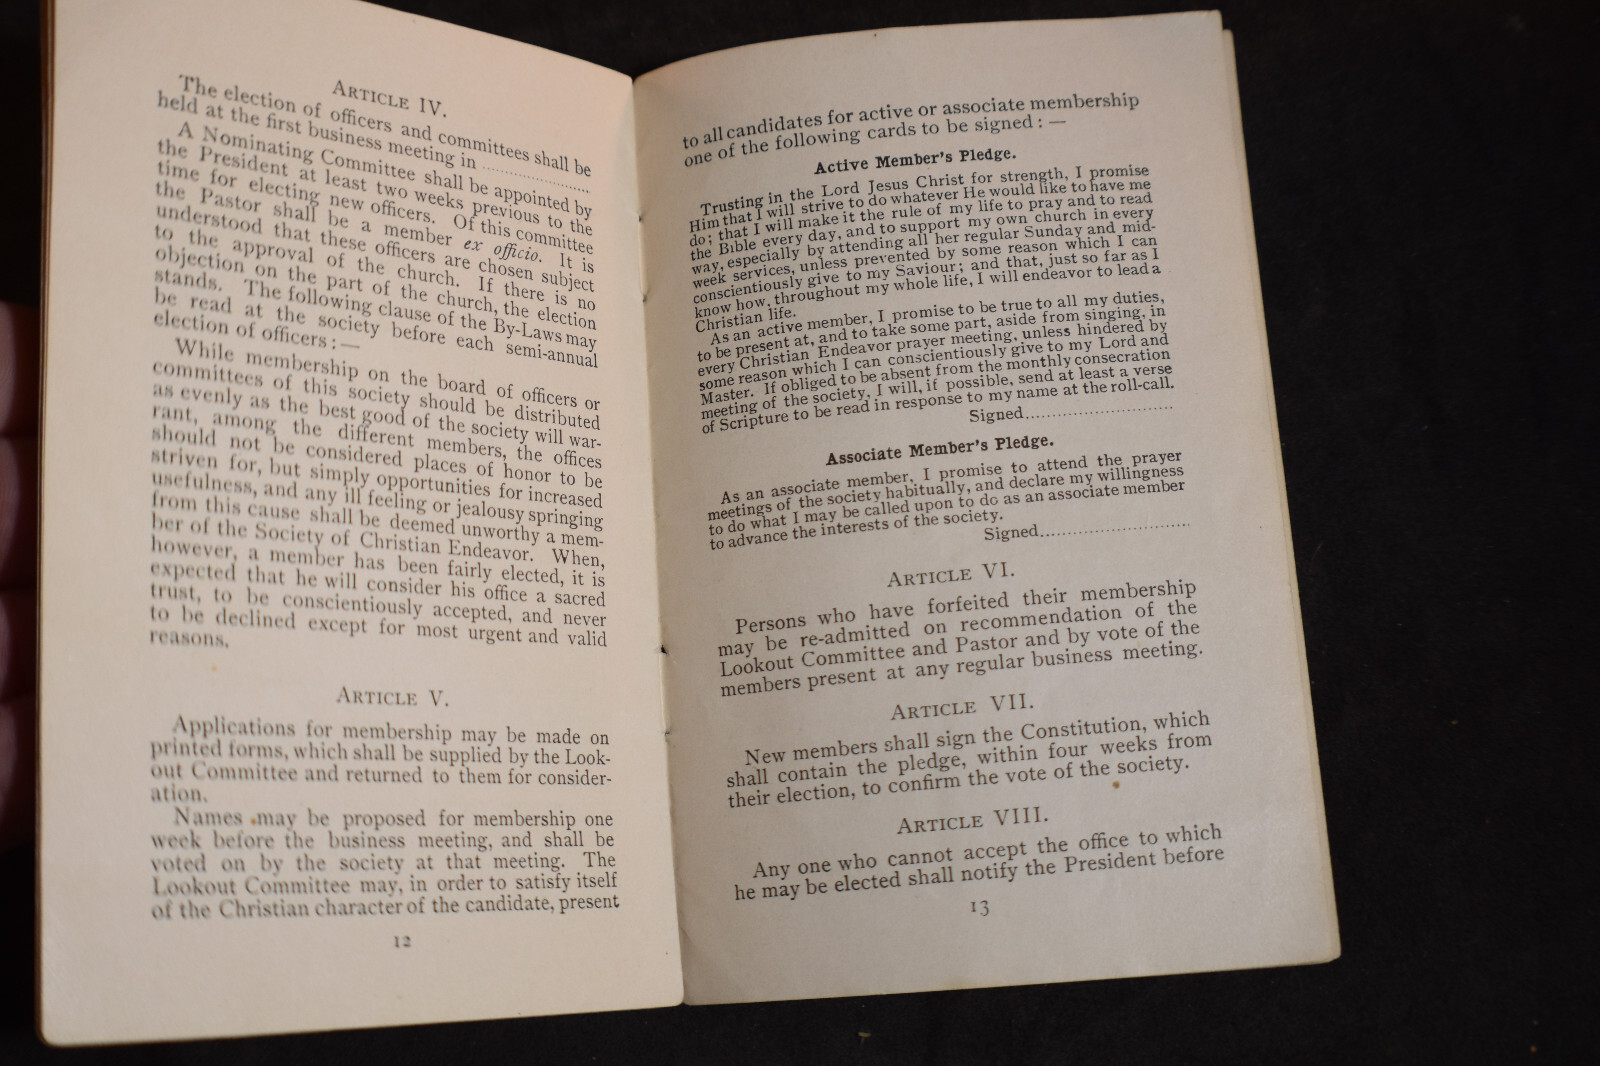 ARTICLE IV.
The election of officers and committees shall be
held at the first business meeting in ......................
A Nominating Committee shall be appointed by
the President at least two weeks previous to the
time for electing new officers. Of this committee
the Pastor shall be a member ex officio. It is
understood that these officers are chosen subject
to the approval of the church. If there is no
objection on the part of the church, the election
stands. The following clause of the By-Laws may
be read at the society before each semi-annual
election of officers: —
While membership on the board of officers or
committees of this society should be distributed
as evenly as the best good of the society will war-
rant, among the different members, the offices
should not be considered places of honor to be
striven for, but simply opportunities for increased
usefulness, and any ill feeling or jealousy springing
from this cause shall be deemed unworthy a mem-
ber of the Society of Christian Endeavor. When,
however, a member has been fairly elected, it is
expected that he will consider his office a sacred
trust, to be conscientiously accepted, and never
to be declined except for most urgent and valid
reasons.
ARTICLE V.
Applications for membership may be made on
printed forms, which shall be supplied by the Look-
out Committee and returned to them for consider-
ation.
Names may be proposed for membership one
week before the business meeting, and shall be
voted on by the society at that meeting. The
Lookout Committee may, in order to satisfy itself
of the Christian character of the candidate, present
12
to all candidates for active or associate membership
one of the following cards to be signed: —
Active Member's Pledge.
Trusting in the Lord Jesus Christ for strength, I promise
Him that I will strive to do whatever He would like to have me
do; that I will make it the rule of my life to pray and to read
the Bible every day, and to support my own church in every
way, especially by attending all her regular Sunday and mid-
week services, unless prevented by some reason which I can
conscientiously give to my Saviour; and that, just so far as I
know how, throughout my whole life, I will endeavor to lead a
Christian life.
As an active member, I promise to be true to all my duties,
to be present at, and to take some part, aside from singing, in
every Christian Endeavor prayer meeting, unless hindered by
some reason which I can conscientiously give to my Lord and
Master. If obliged to be absent from the monthly consecration
meeting of the society, I will, if possible, send at least a verse
of Scripture to be read in response to my name at the roll-call.
Signed...........................
Associate Member's Pledge.
As an associate member, I promise to attend the prayer
meetings of the society habitually, and declare my willingness
to do what I may be called upon to do as an associate member
to advance the interests of the society.
Signed...........................
ARTICLE VI.
Persons who have forfeited their membership
may be re-admitted on recommendation of the
Lookout Committee and Pastor and by vote of the
members present at any regular business meeting.
ARTICLE VII.
New members shall sign the Constitution, which
shall contain the pledge, within four weeks from
their election, to confirm the vote of the society.
ARTICLE VIII.
Any one who cannot accept the office to which
he may be elected shall notify the President before
13